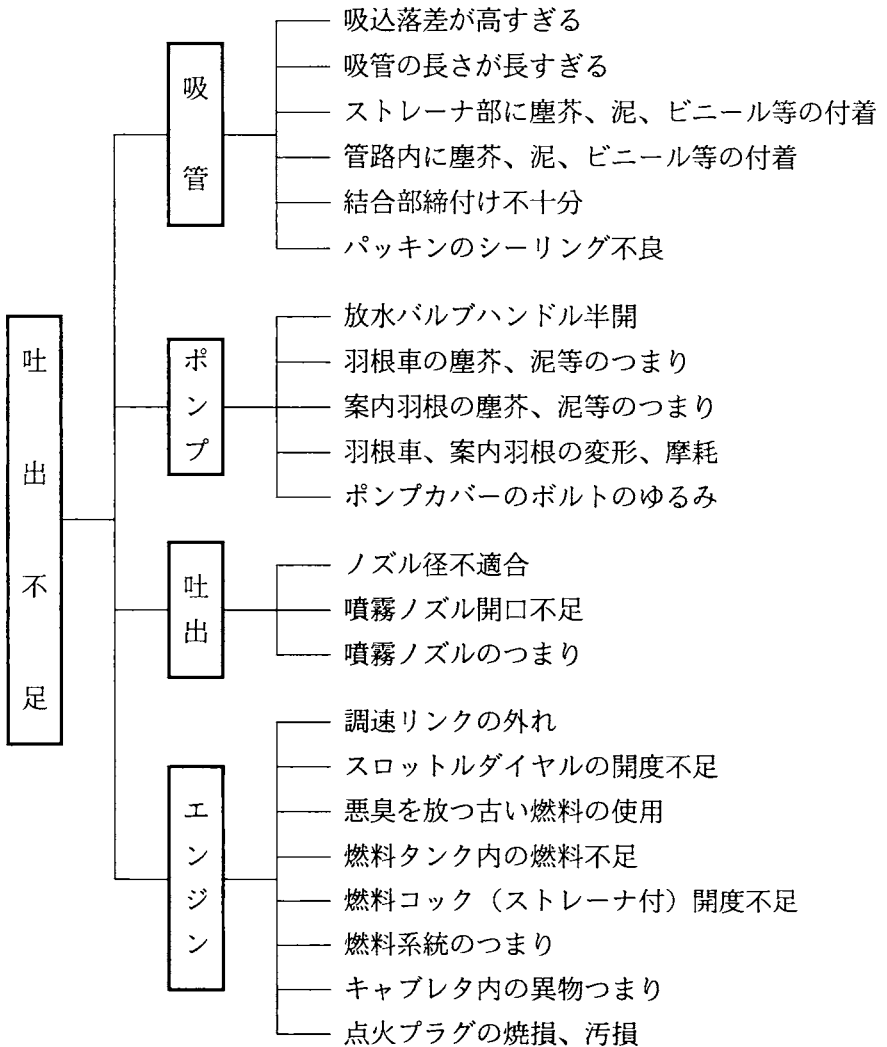 吐出不足
吸管
吸込落差が高すぎる
吸管の長さが長すぎる
ストレーナ部に塵芥、泥、ビニール等の付着
管路内に塵芥、泥、ビニール等の付着
結合部締付け不十分
パッキンのシーリング不良
ポンプ
放水バルブハンドル半開
羽根車の塵芥、泥等のつまり
案内羽根の塵芥、泥等のつまり
羽根車、案内羽根の変形、摩耗
ポンプカバーのボルトのゆるみ
吐出
ノズル径不適合
噴霧ノズル開口不足
噴霧ノズルのつまり
エンジン
調速リンクの外れ
スロットルダイヤルの開度不足
悪臭を放つ古い燃料の使用
燃料タンク内の燃料不足
燃料コック（ストレーナ付）開度不足
燃料系統のつまり
キャブレタ内の異物つまり
点火プラグの焼損、汚損